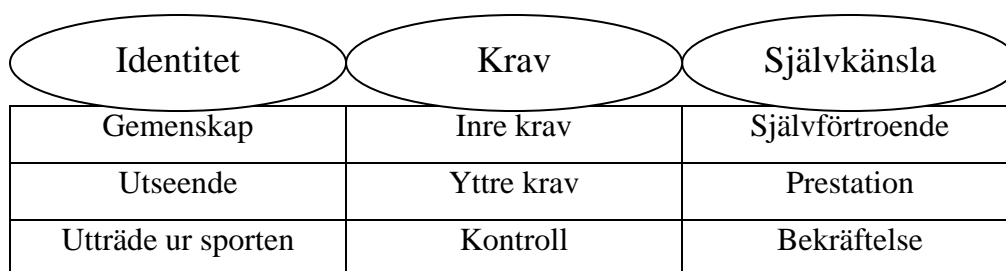 Identitet Krav Självkänsla
Gemenskap Inre krav Självförtroende
Utseende Yttre krav Prestation
Utträde ur sporten Kontroll Bekräftelse